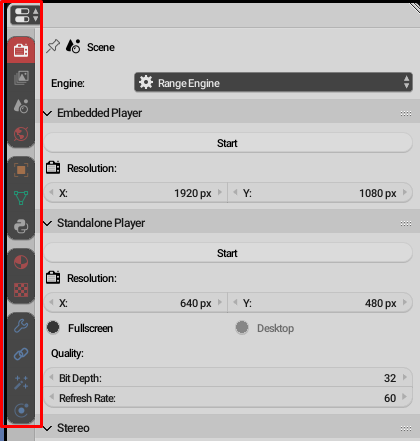 Scene
Engine: Range Engine
Embedded Player
Start
Resolution:
X: 1920 px Y: 1080 px
Standalone Player
Start
Resolution:
X: 640 px Y: 480 px
Fullscreen Desktop
Quality:
Bit Depth: 32
Refresh Rate: 60
Stereo